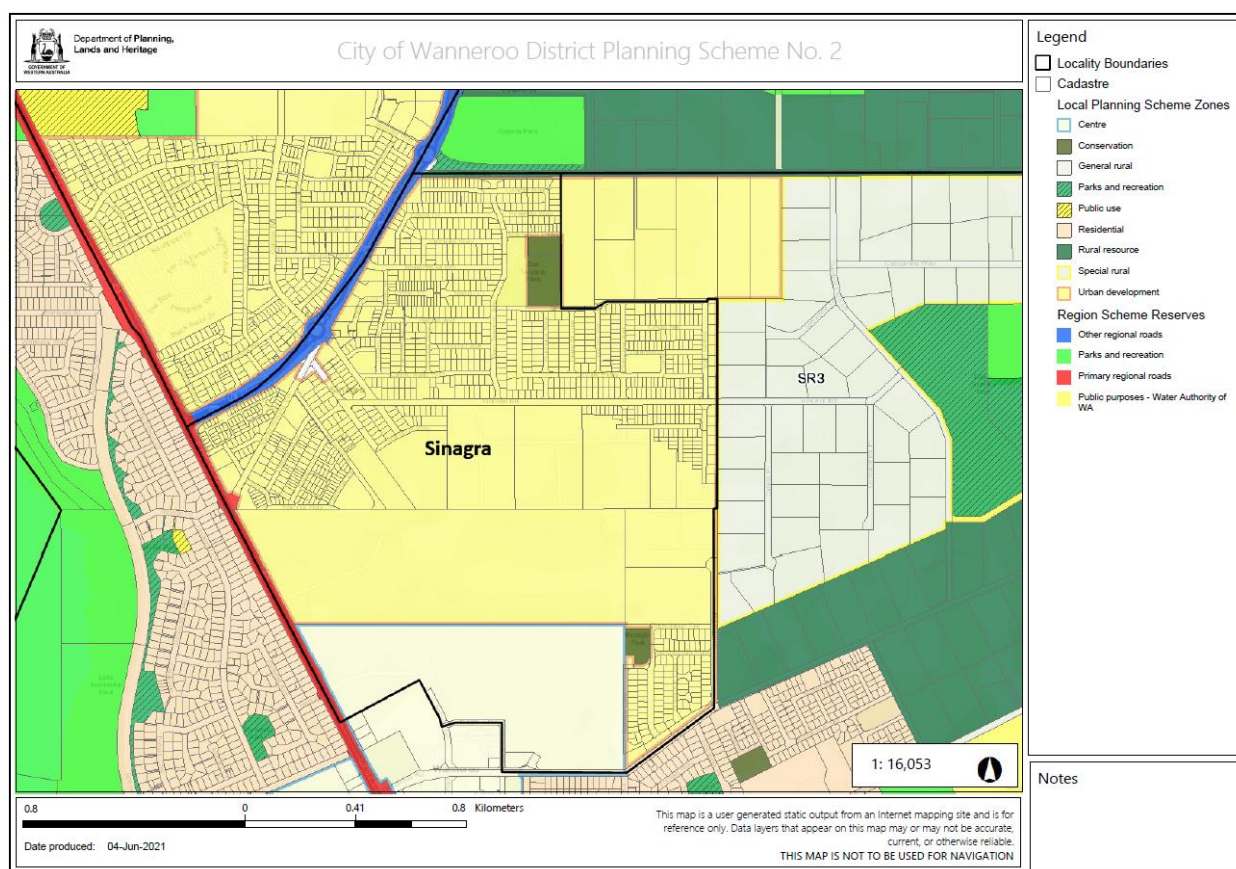 Department of Planning,
Lands and Heritage
GOVERNMENT OF
WESTERN AUSTRALIA
City of Wanneroo District Planning Scheme No. 2
Sinagra
SR3
1: 16,053
0.8
0
0.41
0.8 Kilometers
Date produced: 04-Jun-2021
This map is a user generated static output from an Internet mapping site and is for
reference only. Data layers that appear on this map may or may not be accurate,
current, or otherwise reliable.
THIS MAP IS NOT TO BE USED FOR NAVIGATION
Legend
Locality Boundaries
Cadastre
Local Planning Scheme Zones
Centre
Conservation
General rural
Parks and recreation
Public use
Residential
Rural resource
Special rural
Urban development
Region Scheme Reserves
Other regional roads
Parks and recreation
Primary regional roads
Public purposes - Water Authority of
WA
Notes